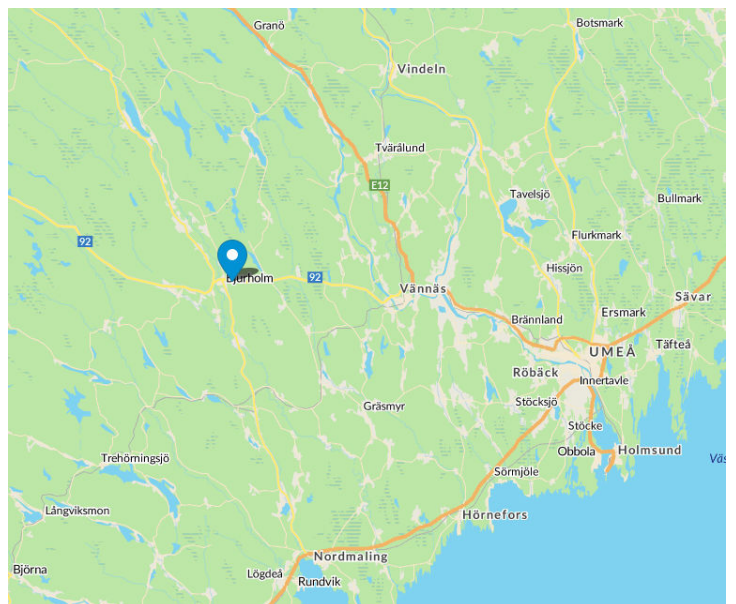 Granö
Botsmark
Vindeln
Tvärålund
E12
Tavelsjö
Bullmark
92
Flurkmark
Hissjön
Bjurholm
92
Vännäs
Sävar
Brännland
Ersmark
Täfteå
UMEÅ
Röbäck
Innertavle
Stöcksjö
Gräsmyr
Stöcke
Obbola
Holmsund
Trehörningsjö
Sörmjöle
Långviksmon
Hörnefors
Nordmaling
Björna
Lögdeå
Rundvik